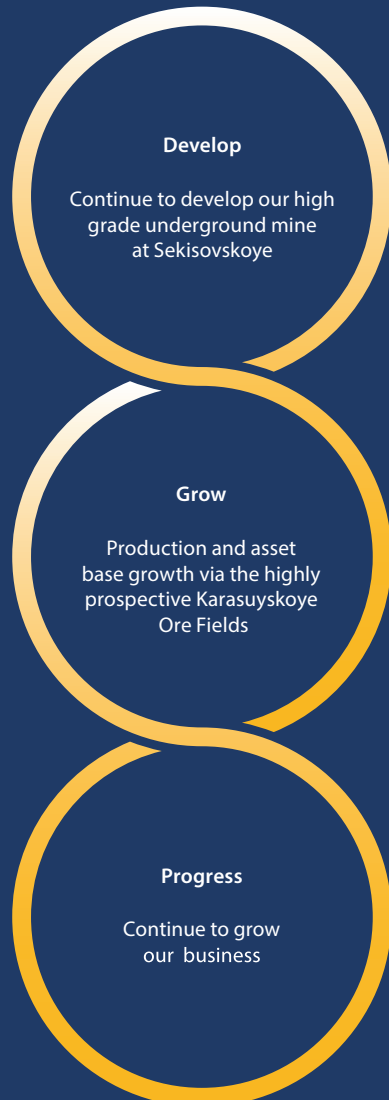 Develop
Continue to develop our high
grade underground mine
at Sekisovskoye
Grow
Production and asset
base growth via the highly
prospective Karasuyskoye
Ore Fields
Progress
Continue to grow
our business